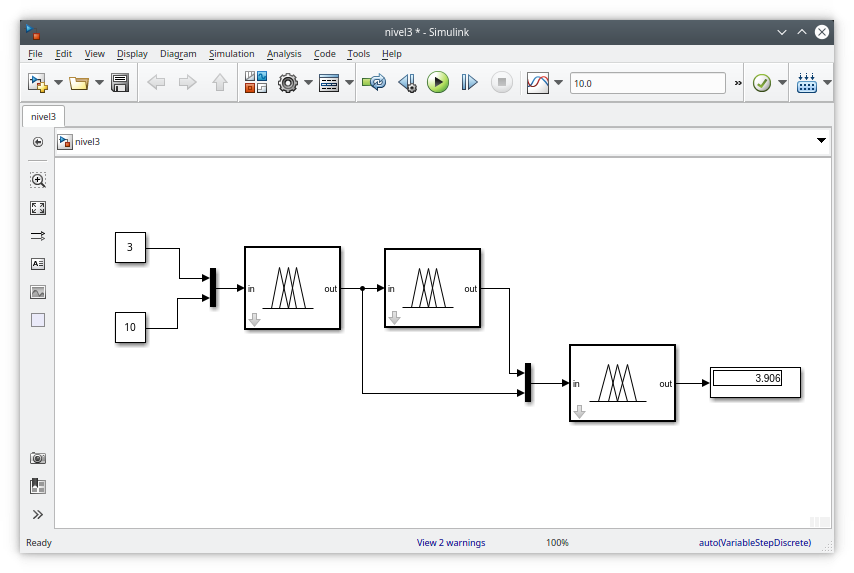 nivel3 * - Simulink
File Edit View Display Diagram Simulation Analysis Code Tools Help
10.0 »
nivel3
nivel3
3
in out
in out
10
in out
3.906
Ready View 2 warnings 100% auto(VariableStepDiscrete)